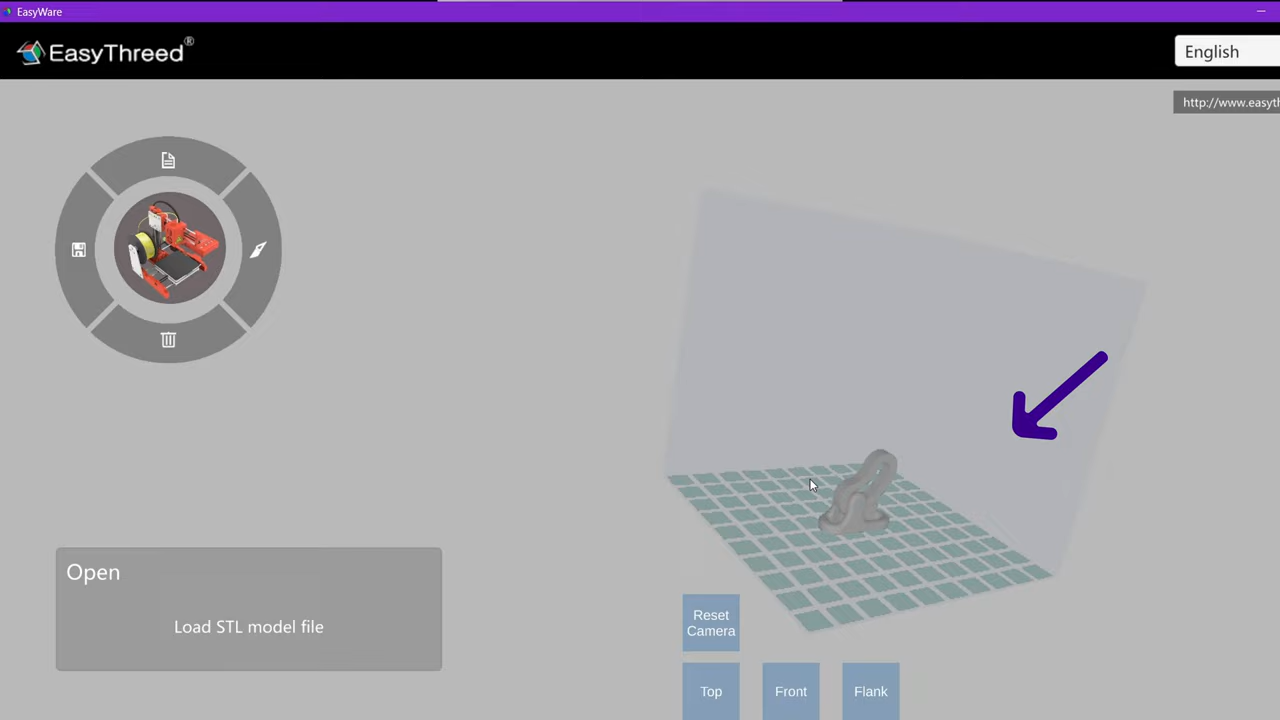 EasyWare
EasyThreed®
English
http://www.easyth
Open
Load STL model file
Reset
Camera
Top
Front
Flank